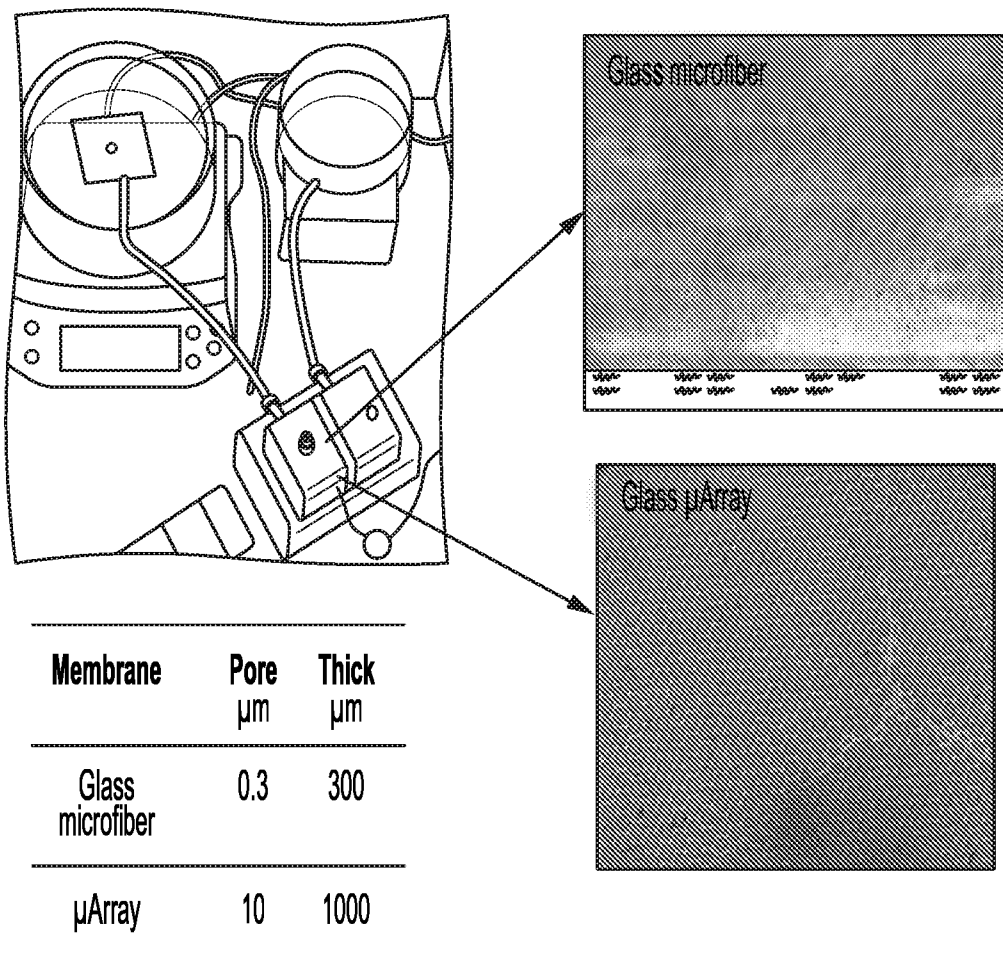 Glass microfiber
Glass µArray
Membrane Pore Thick
µm µm
Glass microfiber 0.3 300
µArray 10 1000